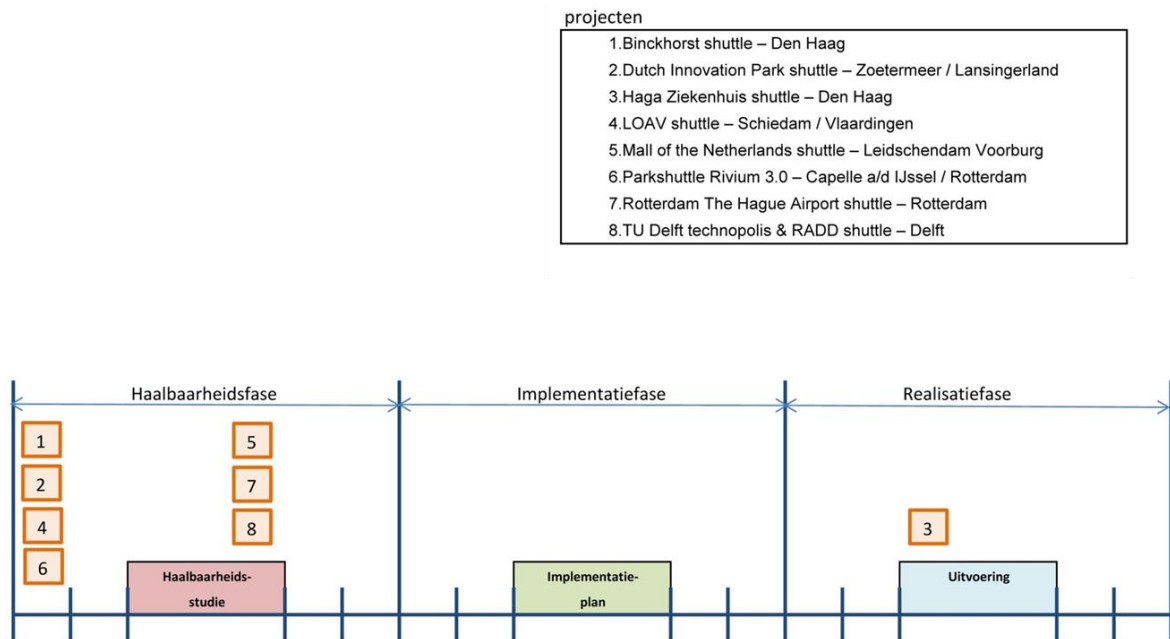 projecten
1.Binckhorst shuttle – Den Haag
2.Dutch Innovation Park shuttle – Zoetermeer / Lansingerland
3.Haga Ziekenhuis shuttle – Den Haag
4.LOAV shuttle – Schiedam / Vlaardingen
5.Mall of the Netherlands shuttle – Leidschendam Voorburg
6.Parkshuttle Rivium 3.0 – Capelle a/d IJssel / Rotterdam
7.Rotterdam The Hague Airport shuttle – Rotterdam
8.TU Delft technopolis & RADD shuttle – Delft
Haalbaarheidsfase
Implementatiefase
Realisatiefase
1
5
2
7
4
8
3
6
Haalbaarheids-
studie
Implementatie-
plan
Uitvoering